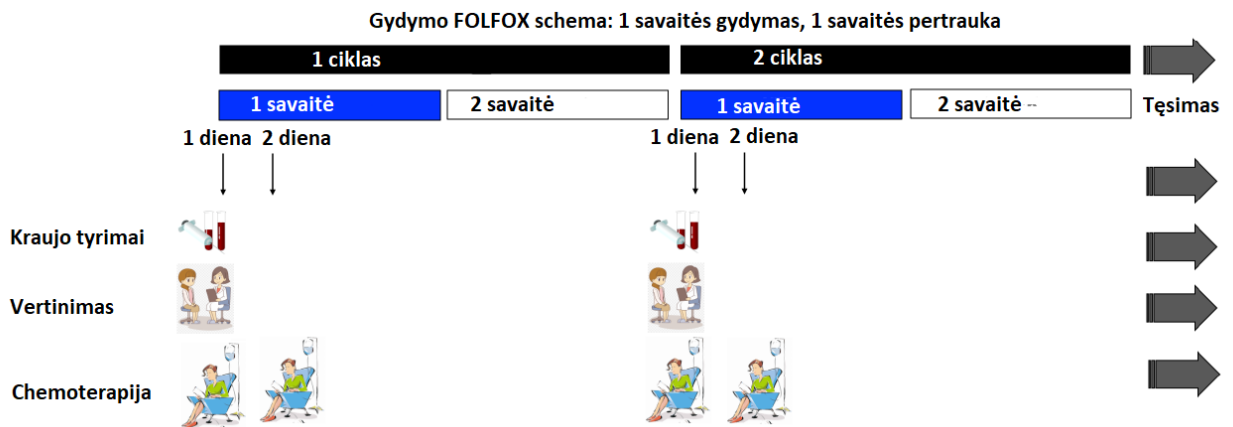 Gydymo FOLFOX schema: 1 savaitės gydymas, 1 savaitės pertrauka
1 ciklas
2 ciklas
1 savaitė
2 savaitė
1 savaitė
2 savaitė --
Tęsimas
1 diena
2 diena
1 diena
2 diena
Kraujo tyrimai
Vertinimas
Chemoterapija